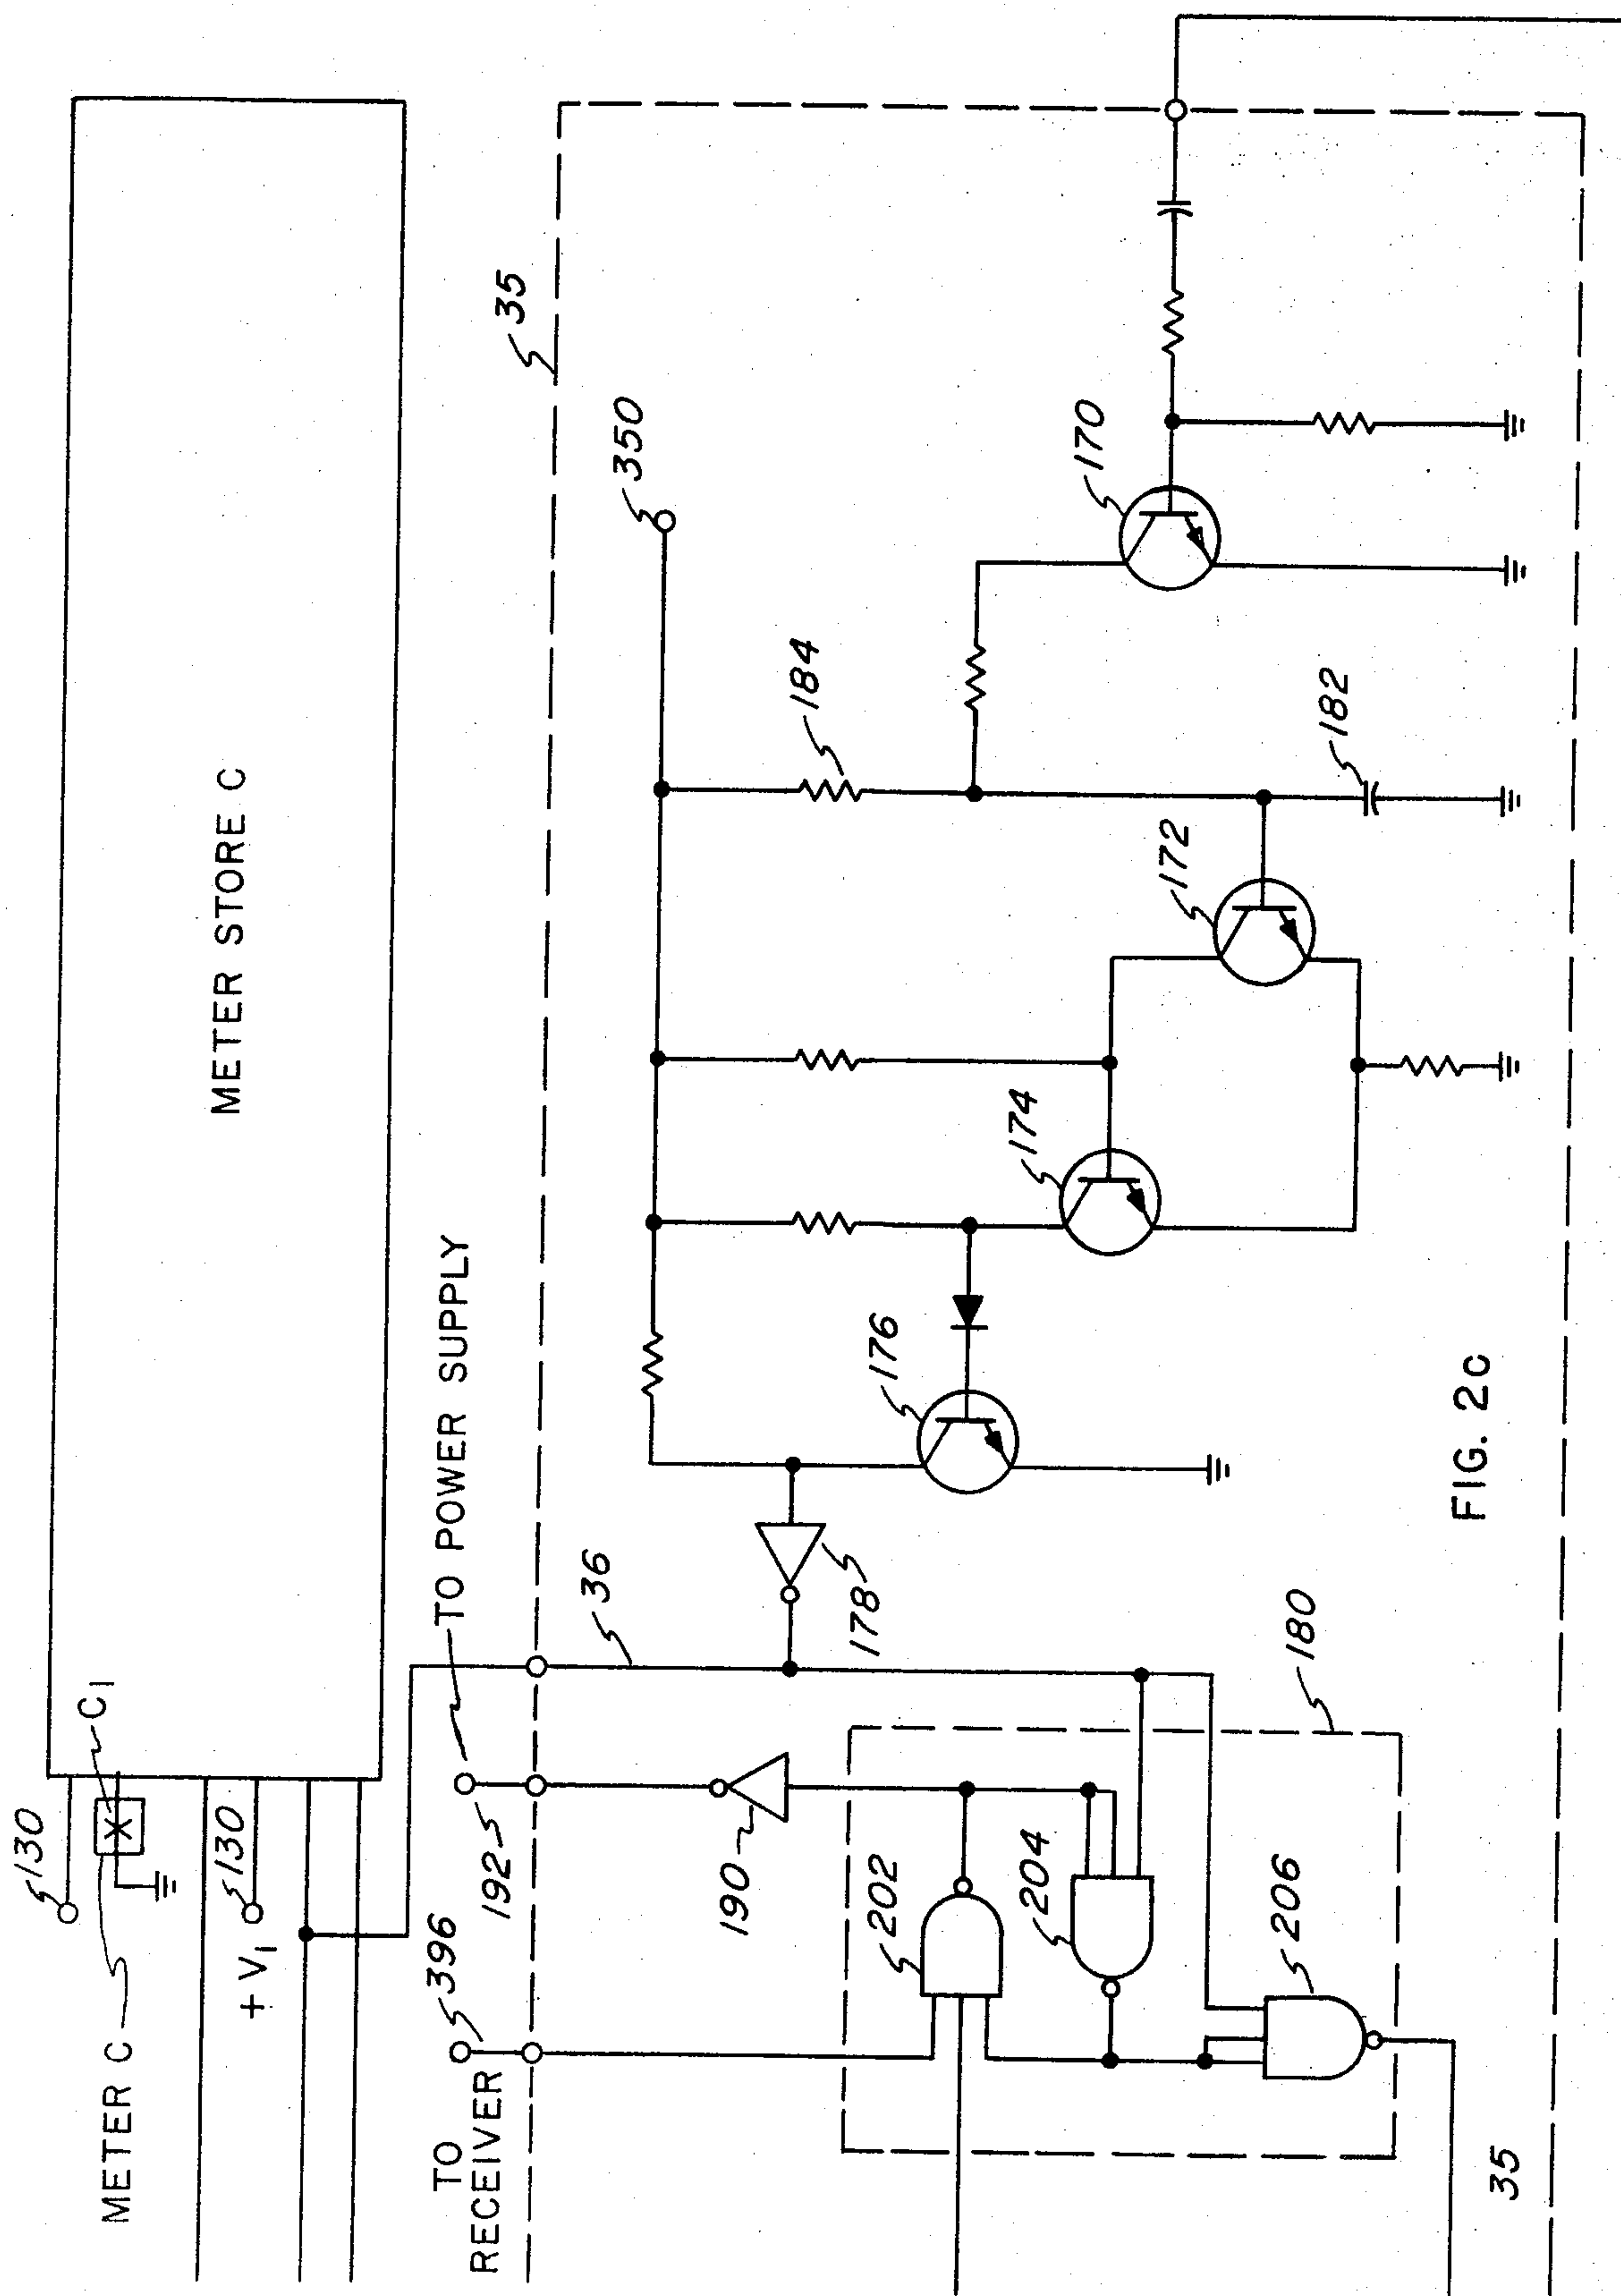 METER STORE C
130
C1
METER C
130
+ V1
TO POWER SUPPLY
35
350
184
170
182
172
174
176
178
36
192
190
396
TO
RECEIVER
202
204
206
180
FIG. 2c
35